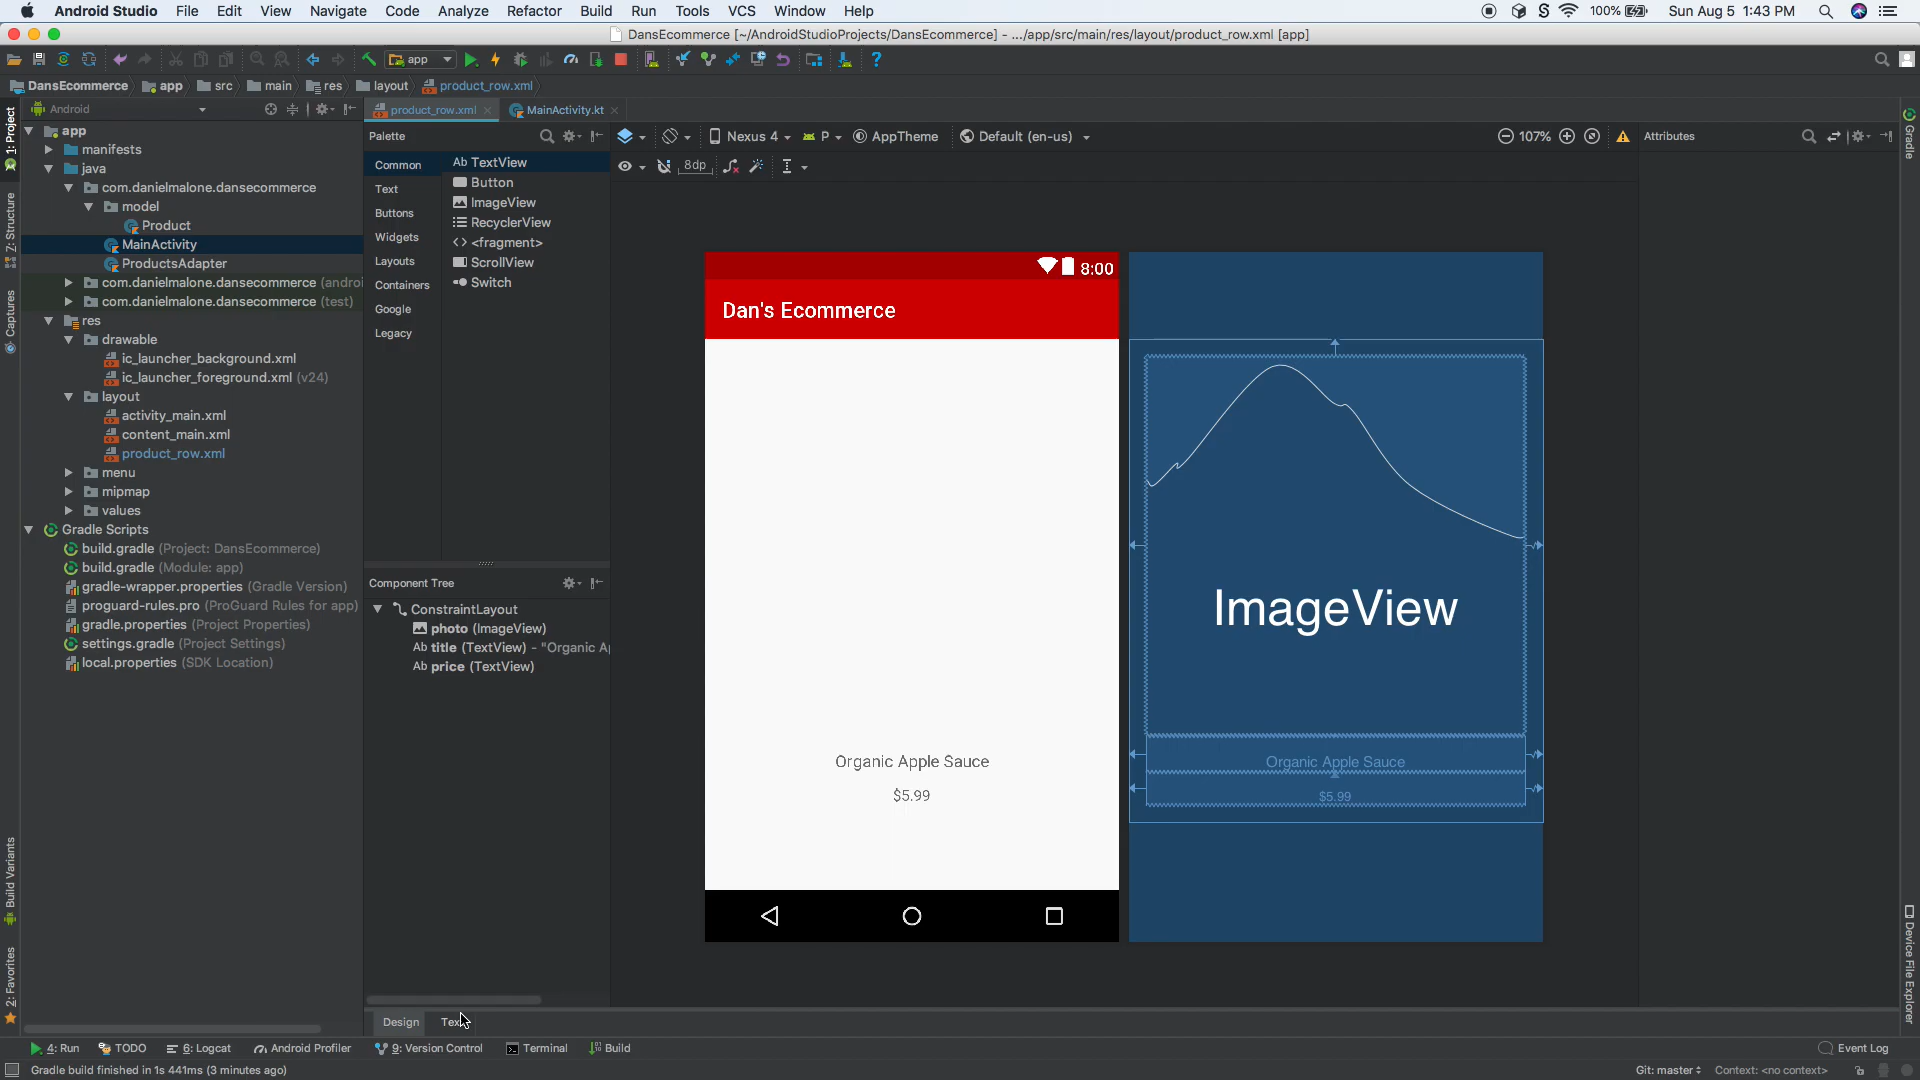 Android Studio File Edit View Navigate Code Analyze Refactor Build Run Tools VCS Window Help 100% Sun Aug 5 1:43 PM
DansEcommerce [~/AndroidStudioProjects/DansEcommerce] - .../app/src/main/res/layout/product_row.xml [app]
app
DansEcommerce app src main res layout product_row.xml
Android
product_row.xml MainActivity.kt
1: Project
Z: Structure
Captures
Build Variants
2: Favorites
app
manifests
java
com.danielmalone.dansecommerce
model
Product
MainActivity
ProductsAdapter
com.danielmalone.dansecommerce (androi
com.danielmalone.dansecommerce (test)
res
drawable
ic_launcher_background.xml
ic_launcher_foreground.xml (v24)
layout
activity_main.xml
content_main.xml
product_row.xml
menu
mipmap
values
Gradle Scripts
build.gradle (Project: DansEcommerce)
build.gradle (Module: app)
gradle-wrapper.properties (Gradle Version)
proguard-rules.pro (ProGuard Rules for app)
gradle.properties (Project Properties)
settings.gradle (Project Settings)
local.properties (SDK Location)
Palette
Common
Text
Buttons
Widgets
Layouts
Containers
Google
Legacy
Ab TextView
Button
ImageView
RecyclerView
<fragment>
ScrollView
Switch
Component Tree
ConstraintLayout
photo (ImageView)
Ab title (TextView) - "Organic Ap
Ab price (TextView)
Nexus 4 P AppTheme Default (en-us) 107%
8dp
Attributes
8:00
Dan's Ecommerce
Organic Apple Sauce
$5.99
ImageView
Organic Apple Sauce
$5.99
Gradle
Device File Explorer
Design Text
4: Run TODO 6: Logcat Android Profiler 9: Version Control Terminal Build Event Log
Gradle build finished in 1s 441ms (3 minutes ago) Git: master Context: <no context>